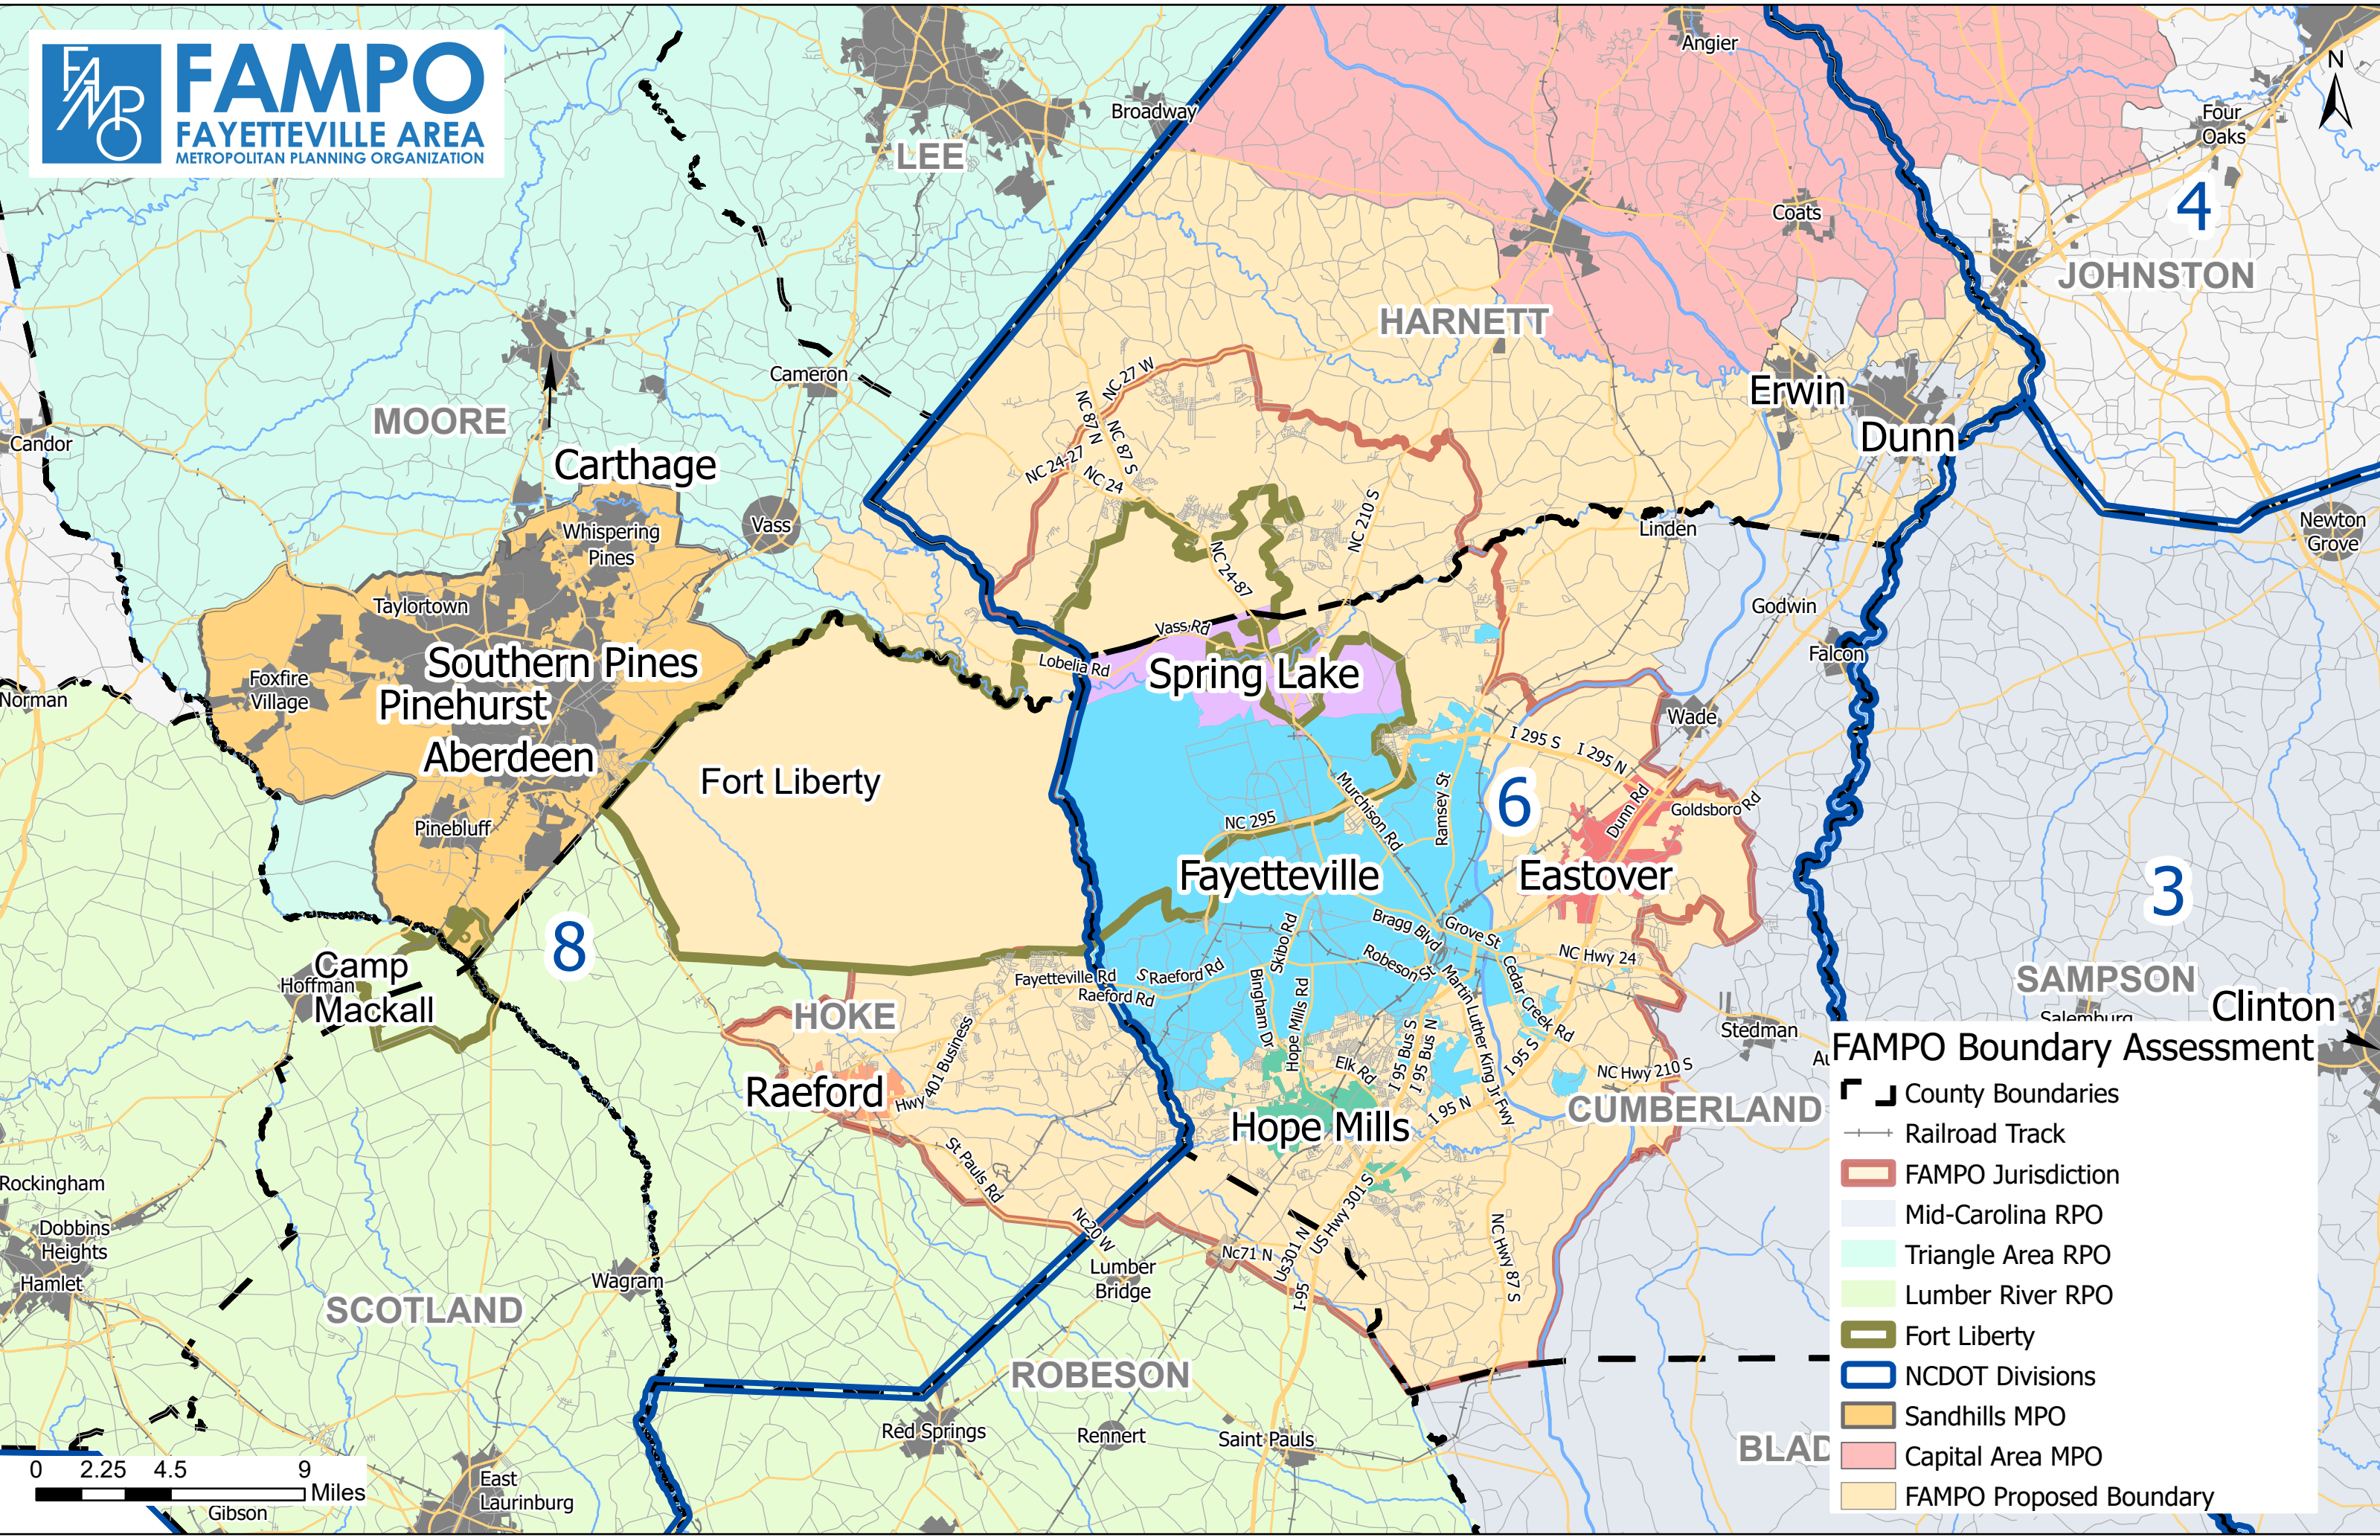 FAMPO
FAMPO
FAYETTEVILLE AREA
METROPOLITAN PLANNING ORGANIZATION
N
Angier
Broadway
Four
Oaks
LEE
Coats
4
JOHNSTON
HARNETT
Cameron
NC 27 W
Erwin
MOORE
NC 87 N
Candor
Dunn
NC 87 S
Carthage
NC 24-27
NC 24
Vass
Whispering
Pines
NC 210 S
Linden
Newton
Grove
NC 24-87
Taylortown
Godwin
Vass Rd
Falcon
Southern Pines
Lobelia Rd
Spring Lake
Foxfire
Village
Norman
Pinehurst
Wade
Aberdeen
I 295 S
I 295 N
Fort Liberty
6
Murchison Rd
Ramsey St
Dunn Rd
Goldsboro Rd
Pinebluff
NC 295
Fayetteville
Eastover
3
8
Bragg Blvd
Grove St
Skibo Rd
NC Hwy 24
Camp
Mackall
Hoffman
Fayetteville Rd
S Raeford Rd
Raeford Rd
Robeson St
Cedar Creek Rd
SAMPSON
Clinton
HOKE
Bingham Dr
Hope Mills Rd
Martin Luther King Jr Fwy
Salemburg
Stedman
Au
Hwy 401 Business
Elk Rd
I 95 Bus S
I 95 Bus N
I 95 S
NC Hwy 210 S
Raeford
I 95 N
CUMBERLAND
Hope Mills
St Pauls Rd
Rockingham
Dobbins
Heights
Hamlet
Nc20 W
Nc71 N
Us301 N
US Hwy 301 S
NC Hwy 87 S
I-95
Lumber
Bridge
Wagram
SCOTLAND
ROBESON
Red Springs
Rennert
Saint Pauls
BLAD
East
Laurinburg
Gibson
0 2.25 4.5 9
Miles
FAMPO Boundary Assessment
County Boundaries
Railroad Track
FAMPO Jurisdiction
Mid-Carolina RPO
Triangle Area RPO
Lumber River RPO
Fort Liberty
NCDOT Divisions
Sandhills MPO
Capital Area MPO
FAMPO Proposed Boundary